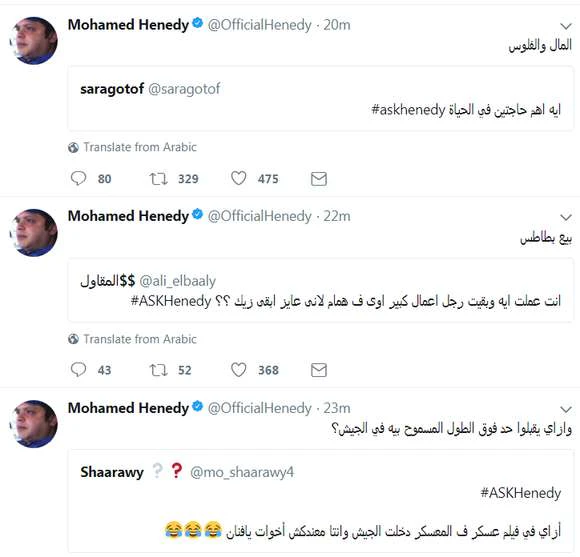 Mohamed Henedy @OfficialHenedy · 20m
المال والفلوس
saragotof @saragotof
ايه اهم حاجتين في الحياة askhenedy#
Translate from Arabic
80 329 475
Mohamed Henedy @OfficialHenedy · 22m
بيع بطاطس
المقاول$$ @ali_elbaaly
انت عملت ايه وبقيت رجل اعمال كبير اوى ف همام لانى عايز ابقى زيك ؟؟ ASKHenedy#
Translate from Arabic
43 52 368
Mohamed Henedy @OfficialHenedy · 23m
وازاي يقبلوا حد فوق الطول المسموح بيه في الجيش؟
Shaarawy ❔❓ @mo_shaarawy4
#ASKHenedy
أزاي في فيلم عسكر ف المعسكر دخلت الجيش وانتا معندكش أخوات يافنان 😂😂😂